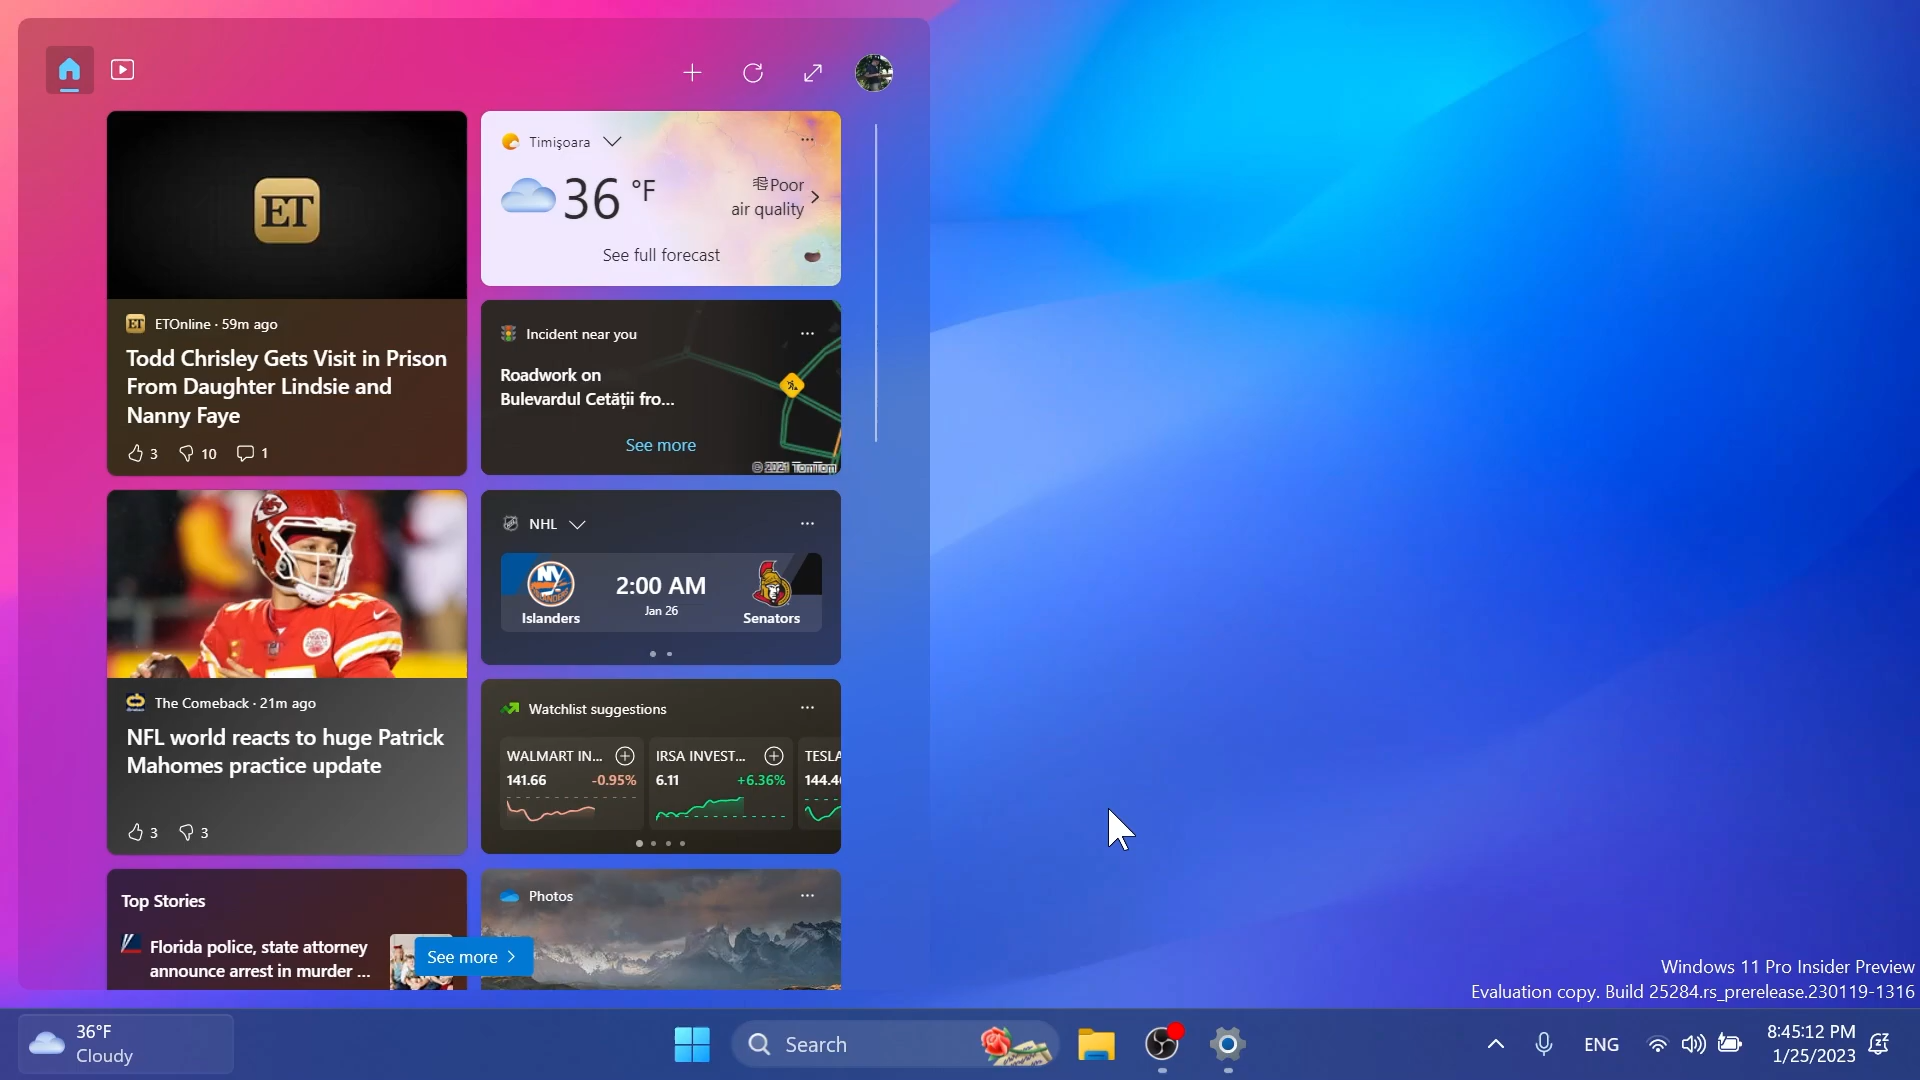 ET
ETOnline · 59m ago
Todd Chrisley Gets Visit in Prison
From Daughter Lindsie and
Nanny Faye
3 10 1
The Comeback · 21m ago
NFL world reacts to huge Patrick
Mahomes practice update
3 3
Top Stories
Florida police, state attorney
announce arrest in murder ...
See more
Timişoara
36 °F
Poor
air quality
See full forecast
Incident near you
Roadwork on
Bulevardul Cetății fro...
See more
© 2021 TomTom
NHL
2:00 AM
Jan 26
Islanders
Senators
Watchlist suggestions
WALMART IN... IRSA INVEST... TESLA
141.66 -0.95% 6.11 +6.36% 144.4
Photos
Windows 11 Pro Insider Preview
Evaluation copy. Build 25284.rs_prerelease.230119-1316
36°F
Cloudy
Search
ENG
8:45:12 PM
1/25/2023